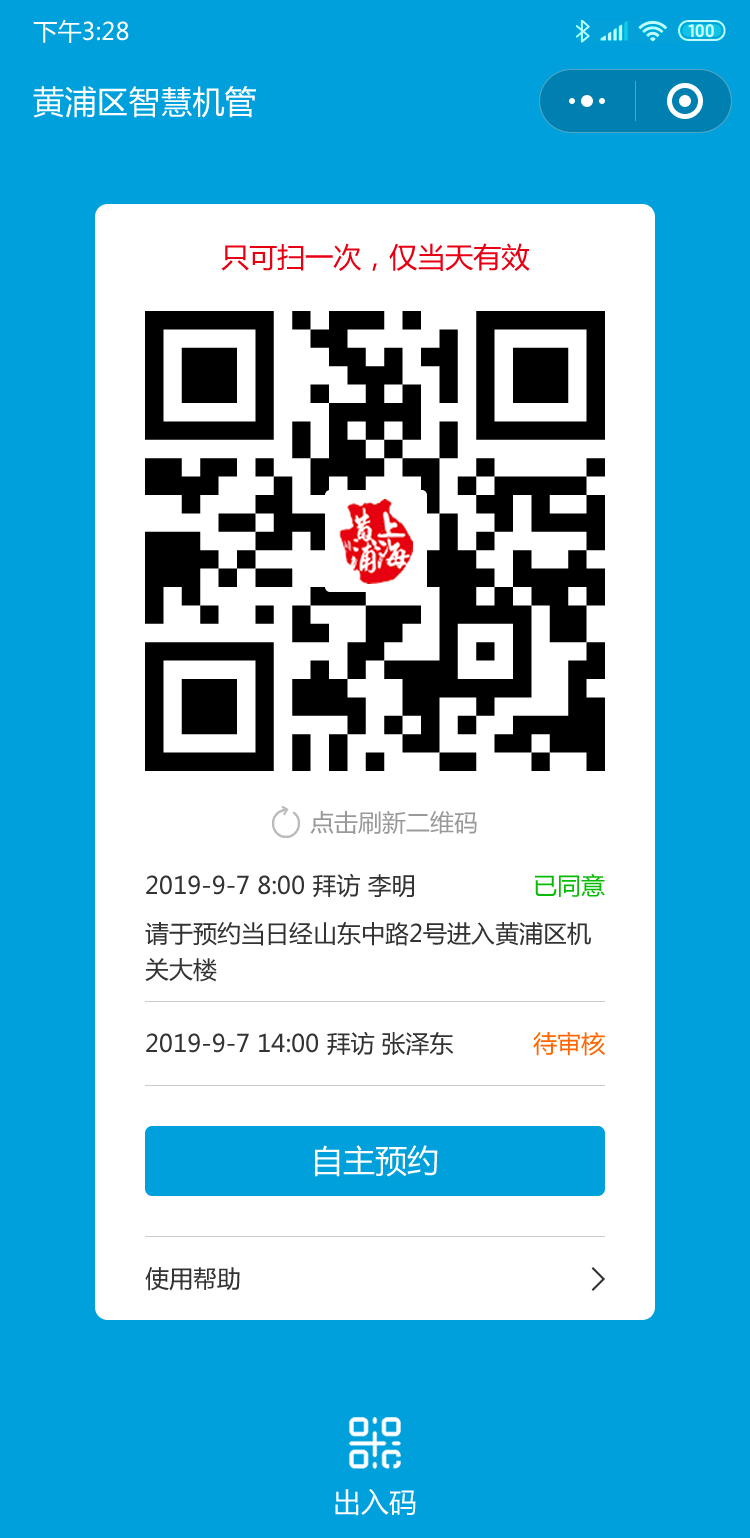 下午3:28
100
黄浦区智慧机管
只可扫一次，仅当天有效
上海
黄浦
点击刷新二维码
2019-9-7 8:00 拜访 李明 已同意
请于预约当日经山东中路2号进入黄浦区机
关大楼
2019-9-7 14:00 拜访 张泽东 待审核
自主预约
使用帮助
出入码